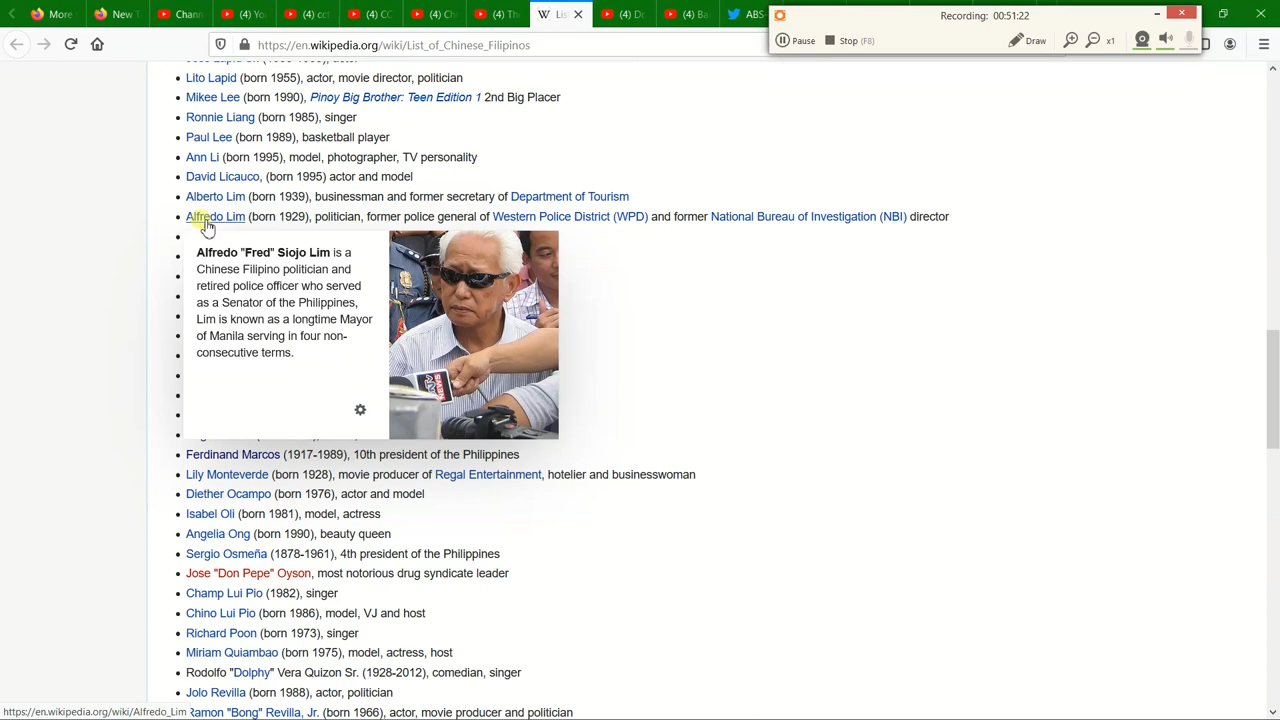 More
New T
Chann
(4) Yo
(4) cct
(4) CC
(4) Ch
(4) The
W Lis
(4) Dr
(4) Ba
ABS-
Recording: 00:51:22
Pause
Stop (F8)
Draw
x1
https://en.wikipedia.org/wiki/List_of_Chinese_Filipinos
• Lito Lapid (born 1955), actor, movie director, politician
• Mikee Lee (born 1990), Pinoy Big Brother: Teen Edition 1 2nd Big Placer
• Ronnie Liang (born 1985), singer
• Paul Lee (born 1989), basketball player
• Ann Li (born 1995), model, photographer, TV personality
• David Licauco, (born 1995) actor and model
• Alberto Lim (born 1939), businessman and former secretary of Department of Tourism
• Alfredo Lim (born 1929), politician, former police general of Western Police District (WPD) and former National Bureau of Investigation (NBI) director
Alfredo "Fred" Siojo Lim is a
Chinese Filipino politician and
retired police officer who served
as a Senator of the Philippines,
Lim is known as a longtime Mayor
of Manila serving in four non-
consecutive terms.
NEWS
• Ferdinand Marcos (1917-1989), 10th president of the Philippines
• Lily Monteverde (born 1928), movie producer of Regal Entertainment, hotelier and businesswoman
• Diether Ocampo (born 1976), actor and model
• Isabel Oli (born 1981), model, actress
• Angelia Ong (born 1990), beauty queen
• Sergio Osmeña (1878-1961), 4th president of the Philippines
• Jose "Don Pepe" Oyson, most notorious drug syndicate leader
• Champ Lui Pio (1982), singer
• Chino Lui Pio (born 1986), model, VJ and host
• Richard Poon (born 1973), singer
• Miriam Quiambao (born 1975), model, actress, host
• Rodolfo "Dolphy" Vera Quizon Sr. (1928-2012), comedian, singer
• Jolo Revilla (born 1988), actor, politician
https://en.wikipedia.org/wiki/Alfredo_Lim
Ramon "Bong" Revilla, Jr. (born 1966), actor, movie producer and politician